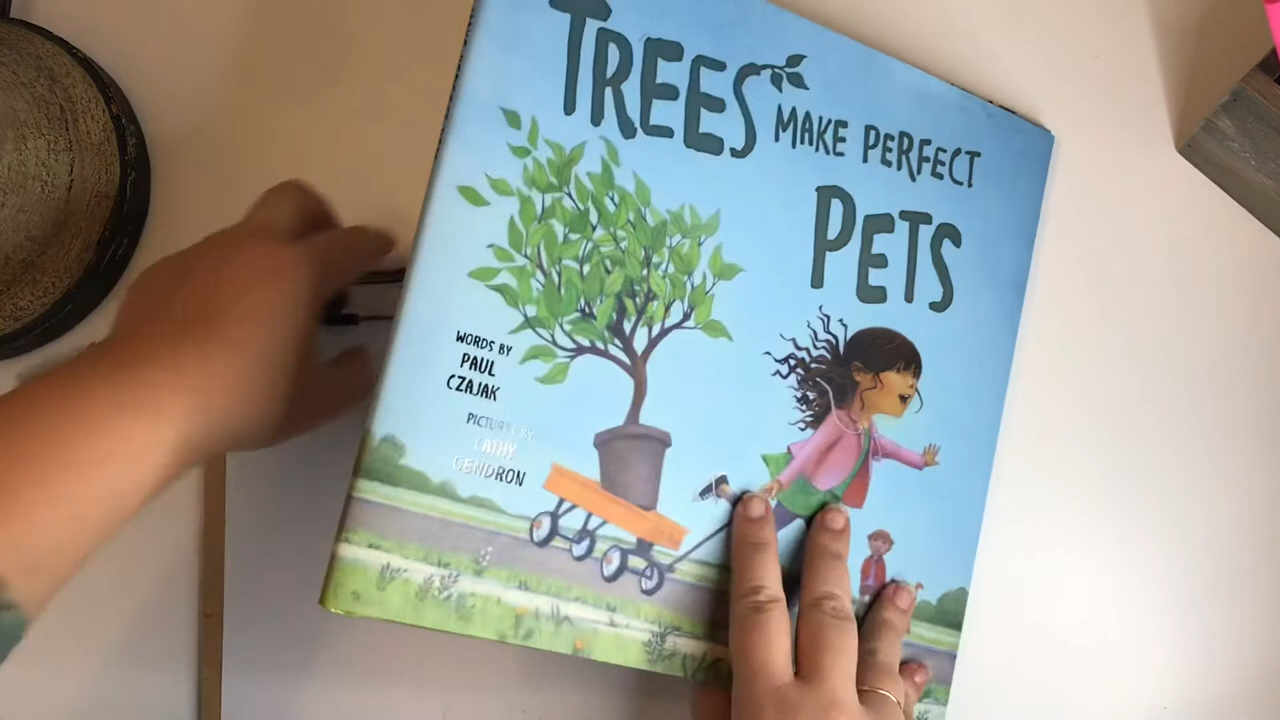 TREES
MAKE PERFECT
PETS
WORDS BY
PAUL
CZAJAK
PICTURES BY
CATHY
GENDRON